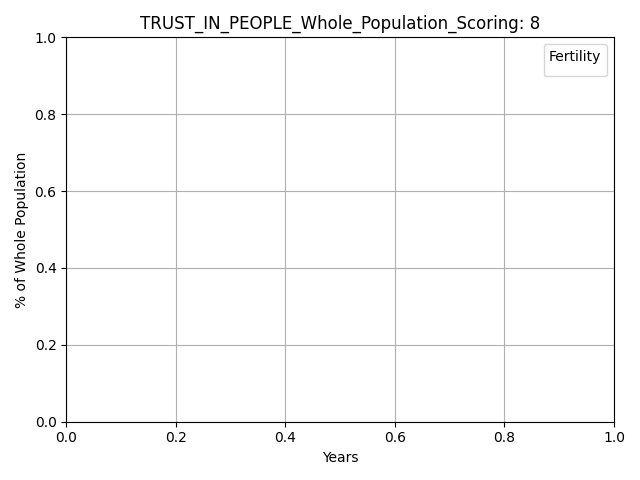 TRUST_IN_PEOPLE_Whole_Population_Scoring: 8
Fertility
% of Whole Population
1.0
0.8
0.6
0.4
0.2
0.0
0.0 0.2 0.4 0.6 0.8 1.0
Years